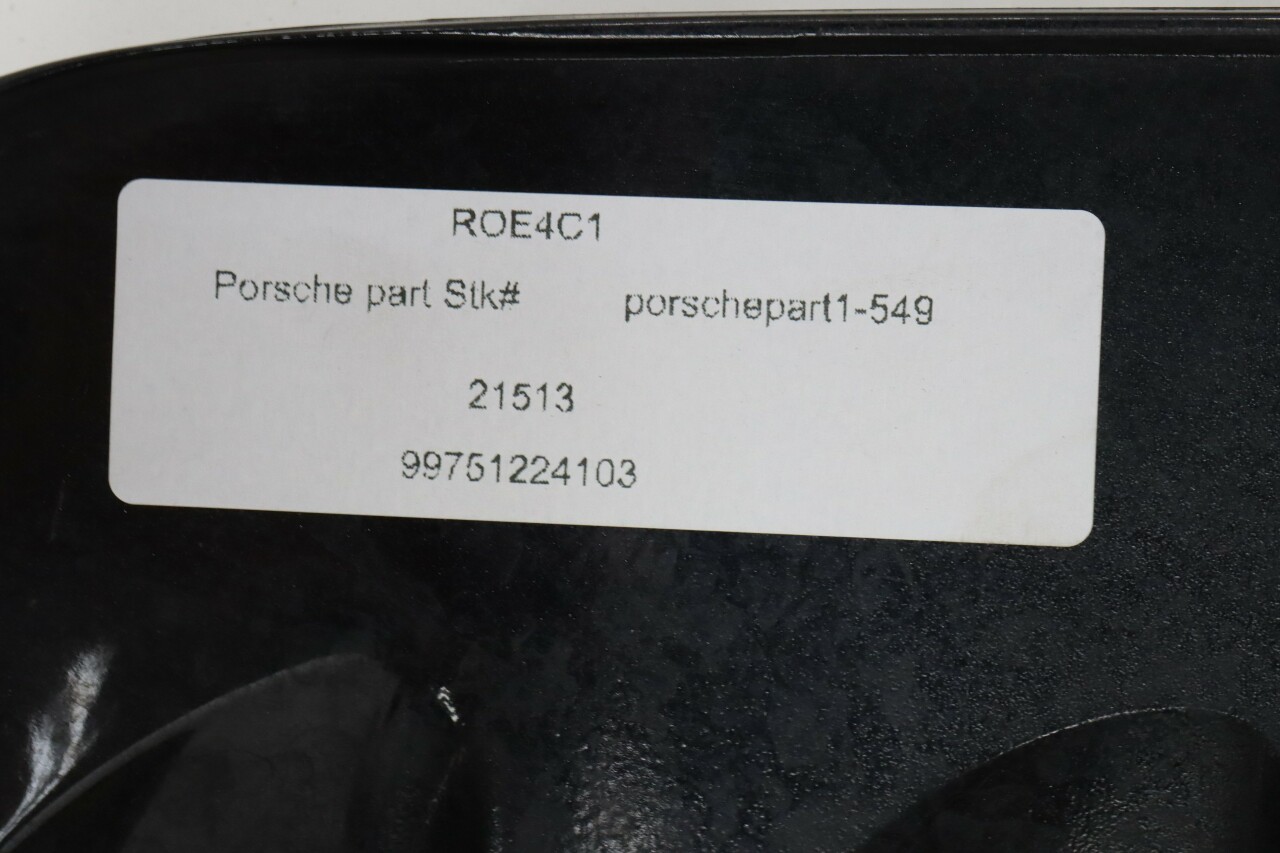 ROE4C1
Porsche part Stk# porschepart1-549
21513
99751224103